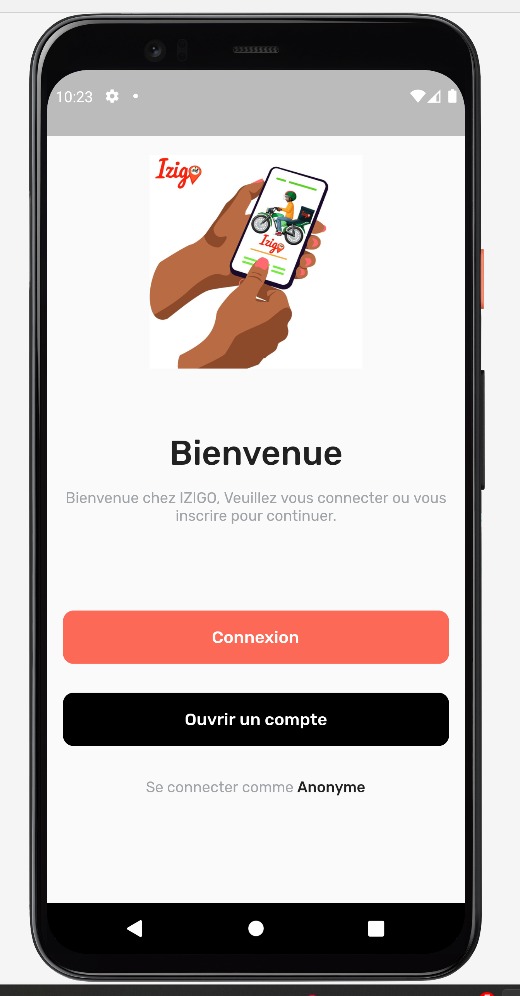 10:23
Izigo
Izigo
Bienvenue
Bienvenue chez IZIGO, Veuillez vous connecter ou vous
inscrire pour continuer.
Connexion
Ouvrir un compte
Se connecter comme Anonyme